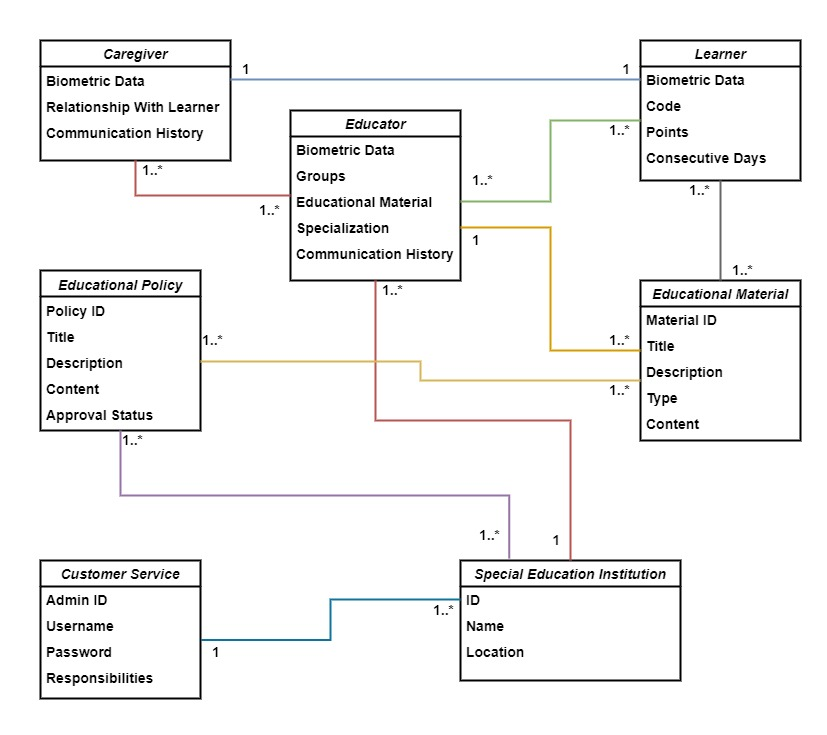 Caregiver
Biometric Data
Relationship With Learner
Communication History
1
1
Learner
Biometric Data
Code
Points
Consecutive Days
Educator
Biometric Data
Groups
Educational Material
Specialization
Communication History
1..*
1..*
1..*
1..*
1
1..*
1..*
1..*
Educational Policy
Policy ID
Title
Description
Content
Approval Status
1..*
1..*
1..*
1..*
Educational Material
Material ID
Title
Description
Type
Content
1..*
1..*
1
Customer Service
Admin ID
Username
Password
Responsibilities
1
1..*
Special Education Institution
ID
Name
Location